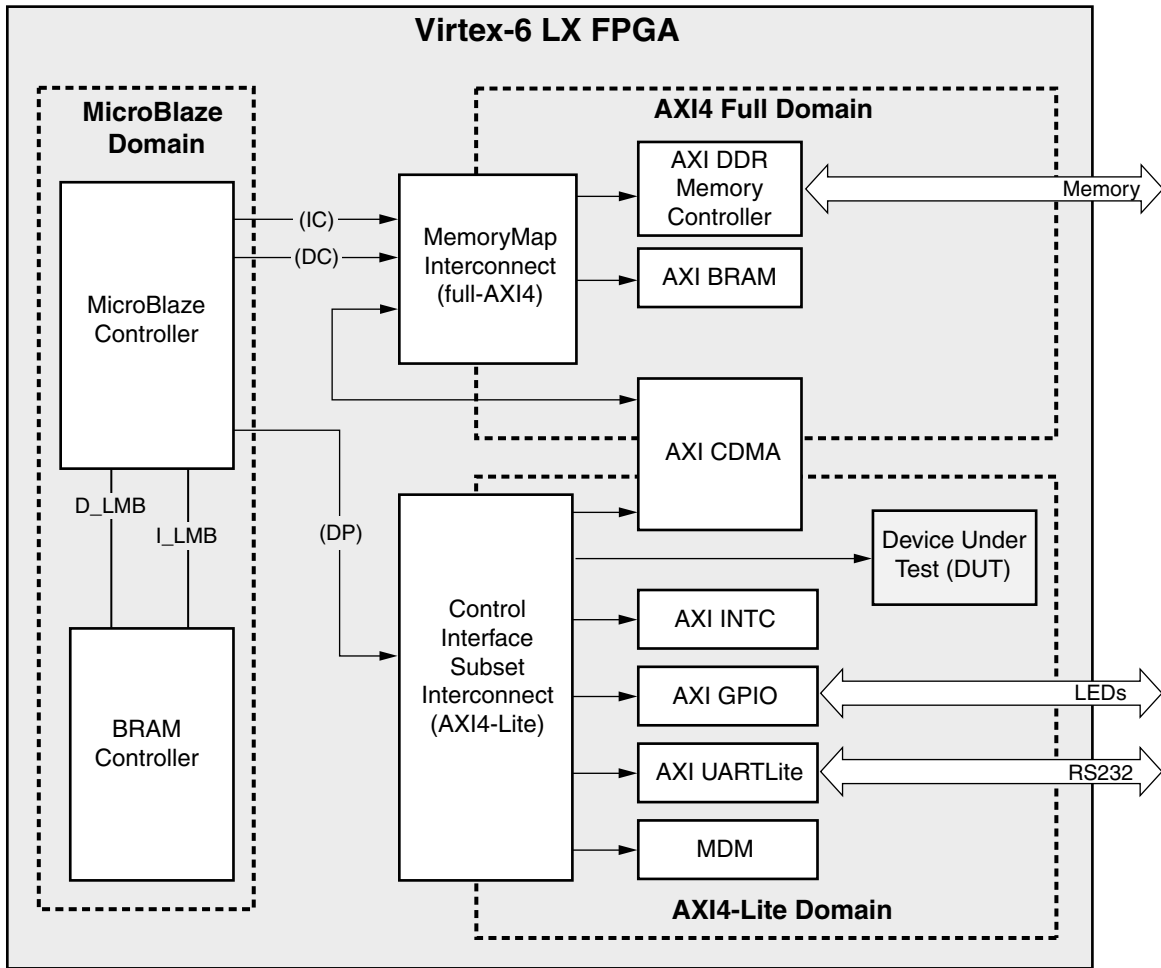 Virtex-6 LX FPGA
MicroBlaze
Domain
AXI4 Full Domain
MicroBlaze
Controller
(IC)
(DC)
MemoryMap
Interconnect
(full-AXI4)
AXI DDR
Memory
Controller
Memory
AXI BRAM
AXI CDMA
D_LMB
I_LMB
(DP)
BRAM
Controller
Control
Interface
Subset
Interconnect
(AXI4-Lite)
Device Under
Test (DUT)
AXI INTC
AXI GPIO
LEDs
AXI UARTLite
RS232
MDM
AXI4-Lite Domain